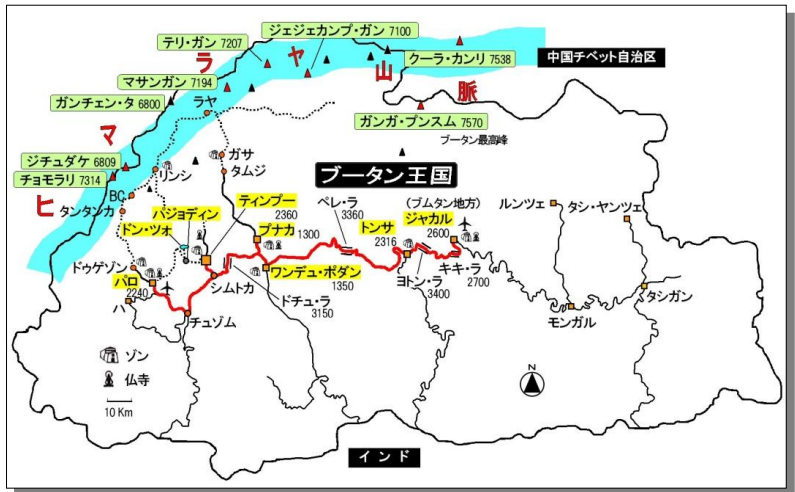 ジェジェカンプ・ガン 7100
テリ・ガン 7207
クーラ・カンリ 7538
中国チベット自治区
マサンガン
7194
ガンチェン・タ 6800
ラヤ
ガンガ・プンスム 7570
ブータン最高峰
ヒマラヤ山脈
ジチュダケ 6809
チョモラリ 7314
リンシ
ガサ
タムジ
ブータン王国
BC
タンタンカ
パジョディン
ドン・ツォ
ティンプー
2360
プナカ 1300
ペレ・ラ
3360
トンサ
2316
(ブムタン地方)
ジャカル
2600
ルンツェ
タシ・ヤンツェ
ドゥゲゾン
パロ
2240
ハ
シムトカ
ワンデュ・ポダン
1350
ドチュ・ラ
3150
ヨトン・ラ
3400
キキ・ラ
2700
タシガン
モンガル
チュゾム
ゾン
仏寺
10 Km
N
インド